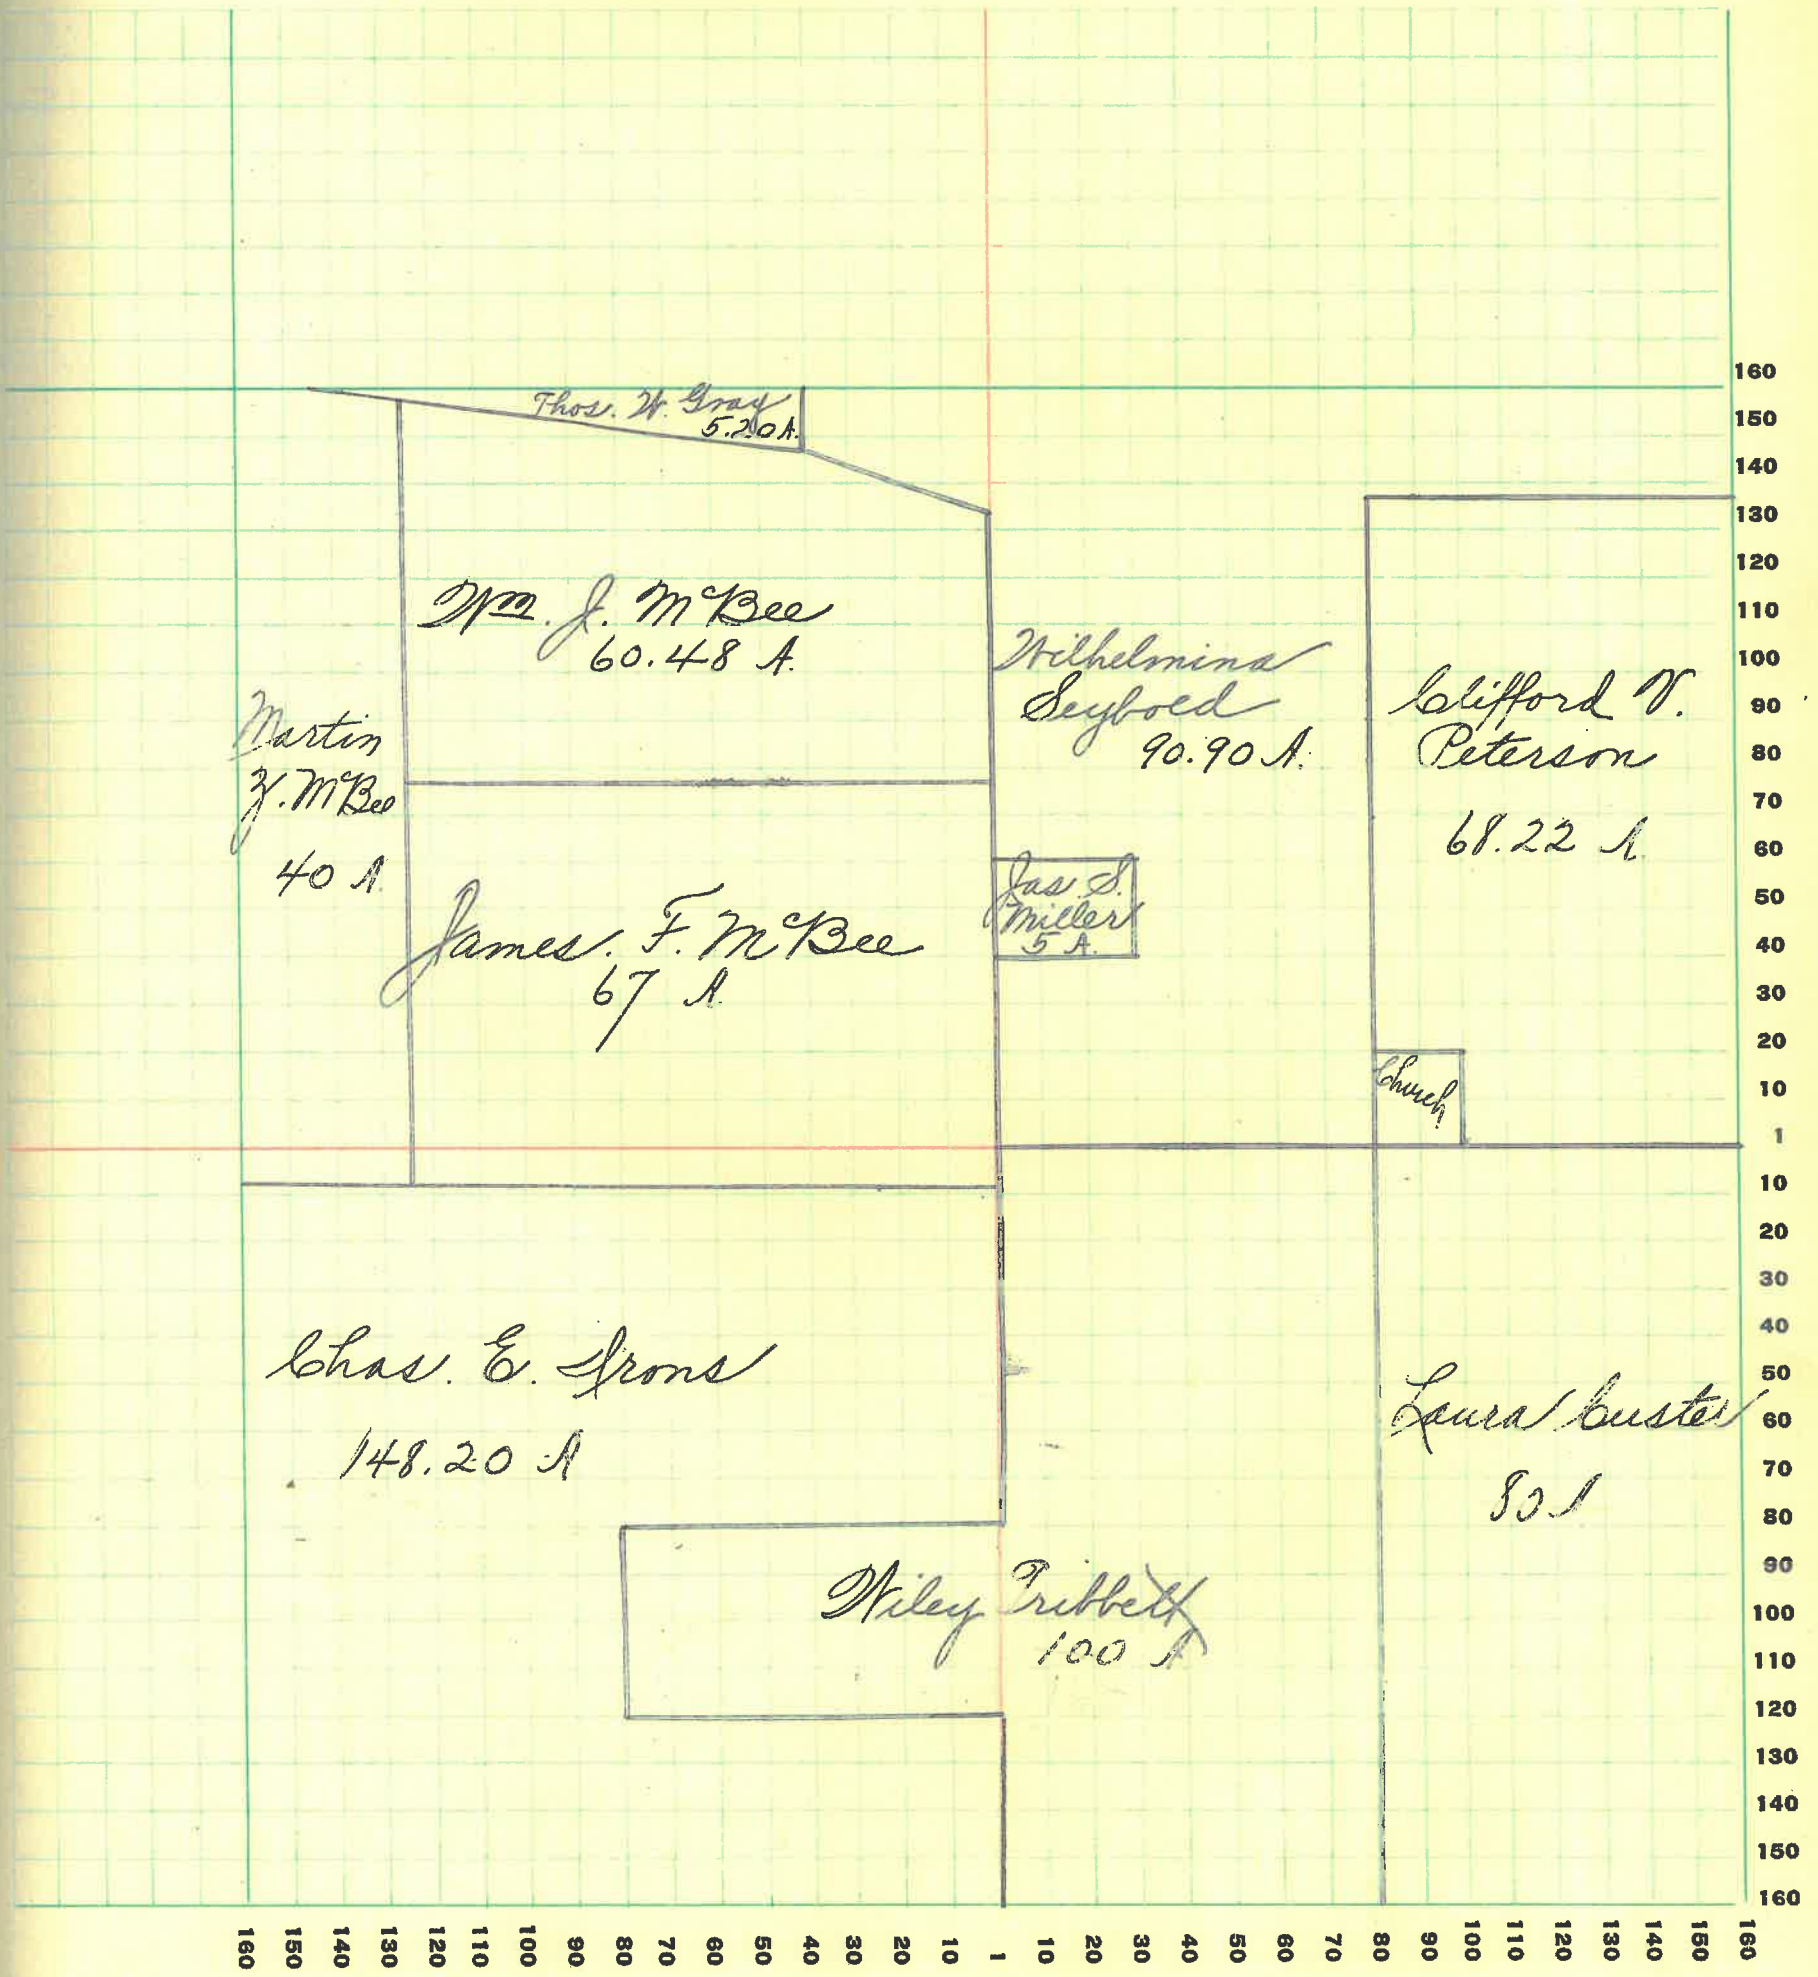 Thos. W. Gray
5.20 A.
Wm. J. McBee
60.48 A.
Martin
Z. McBee
40 A.
James. F. McBee
67 A.
Wilhelmina
Seybold
90.90 A.
Jas. S.
Miller
5 A.
Clifford V.
Peterson
68.22 A.
Church
Chas. E. Irons
148.20 A
Wiley Tribbett
100 A
Laura Custer
80 A
160
150
140
130
120
110
100
90
80
70
60
50
40
30
20
10
1
10
20
30
40
50
60
70
80
90
100
110
120
130
140
150
160
160 150 140 130 120 110 100 90 80 70 60 50 40 30 20 10 1 10 20 30 40 50 60 70 80 90 100 110 120 130 140 150 160